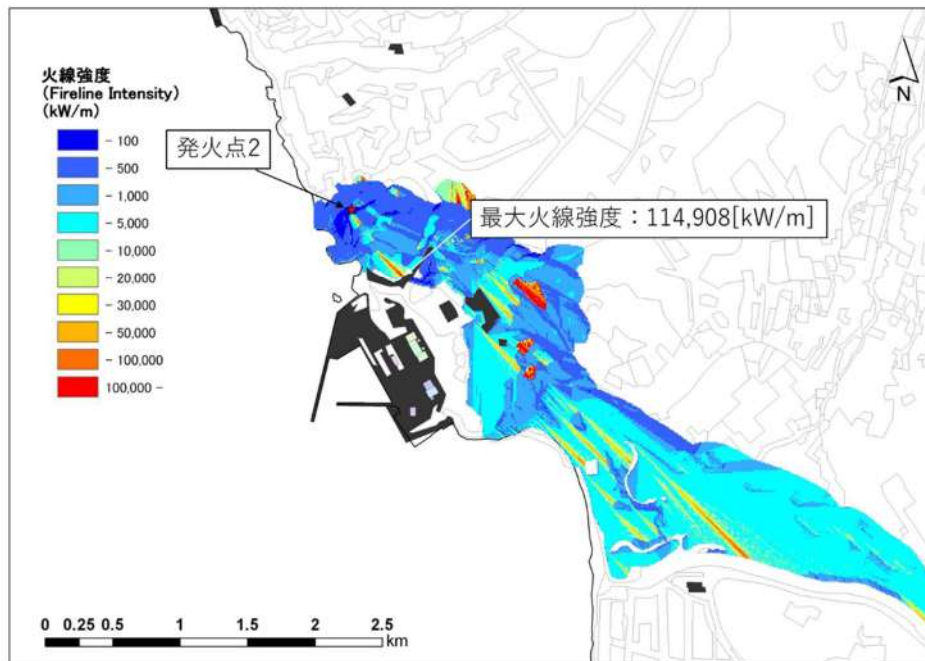 火線強度
(Fireline Intensity)
(kW/m)
- 100
- 500
- 1,000
- 5,000
- 10,000
- 20,000
- 30,000
- 50,000
- 100,000
100,000 -
発火点2
最大火線強度：114,908[kW/m]
N
0 0.25 0.5 1 1.5 2 2.5
km